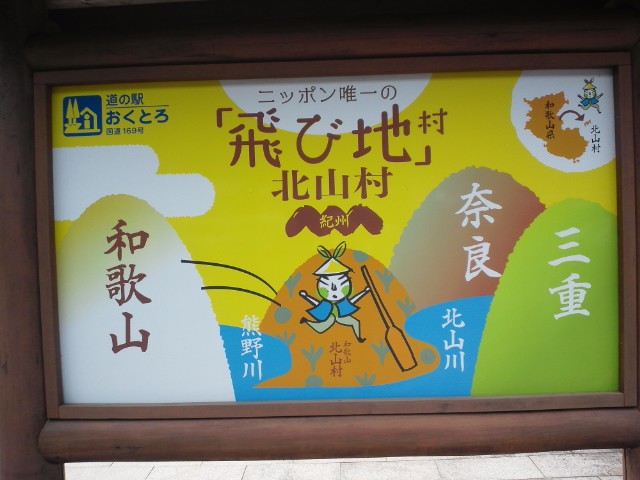 道の駅
おくとろ
国道169号
ニッポン唯一の
「飛び地村」
北山村
紀州
和歌山県
北山村
和歌山
奈良
三重
熊野川
北山川
和歌山
北山村